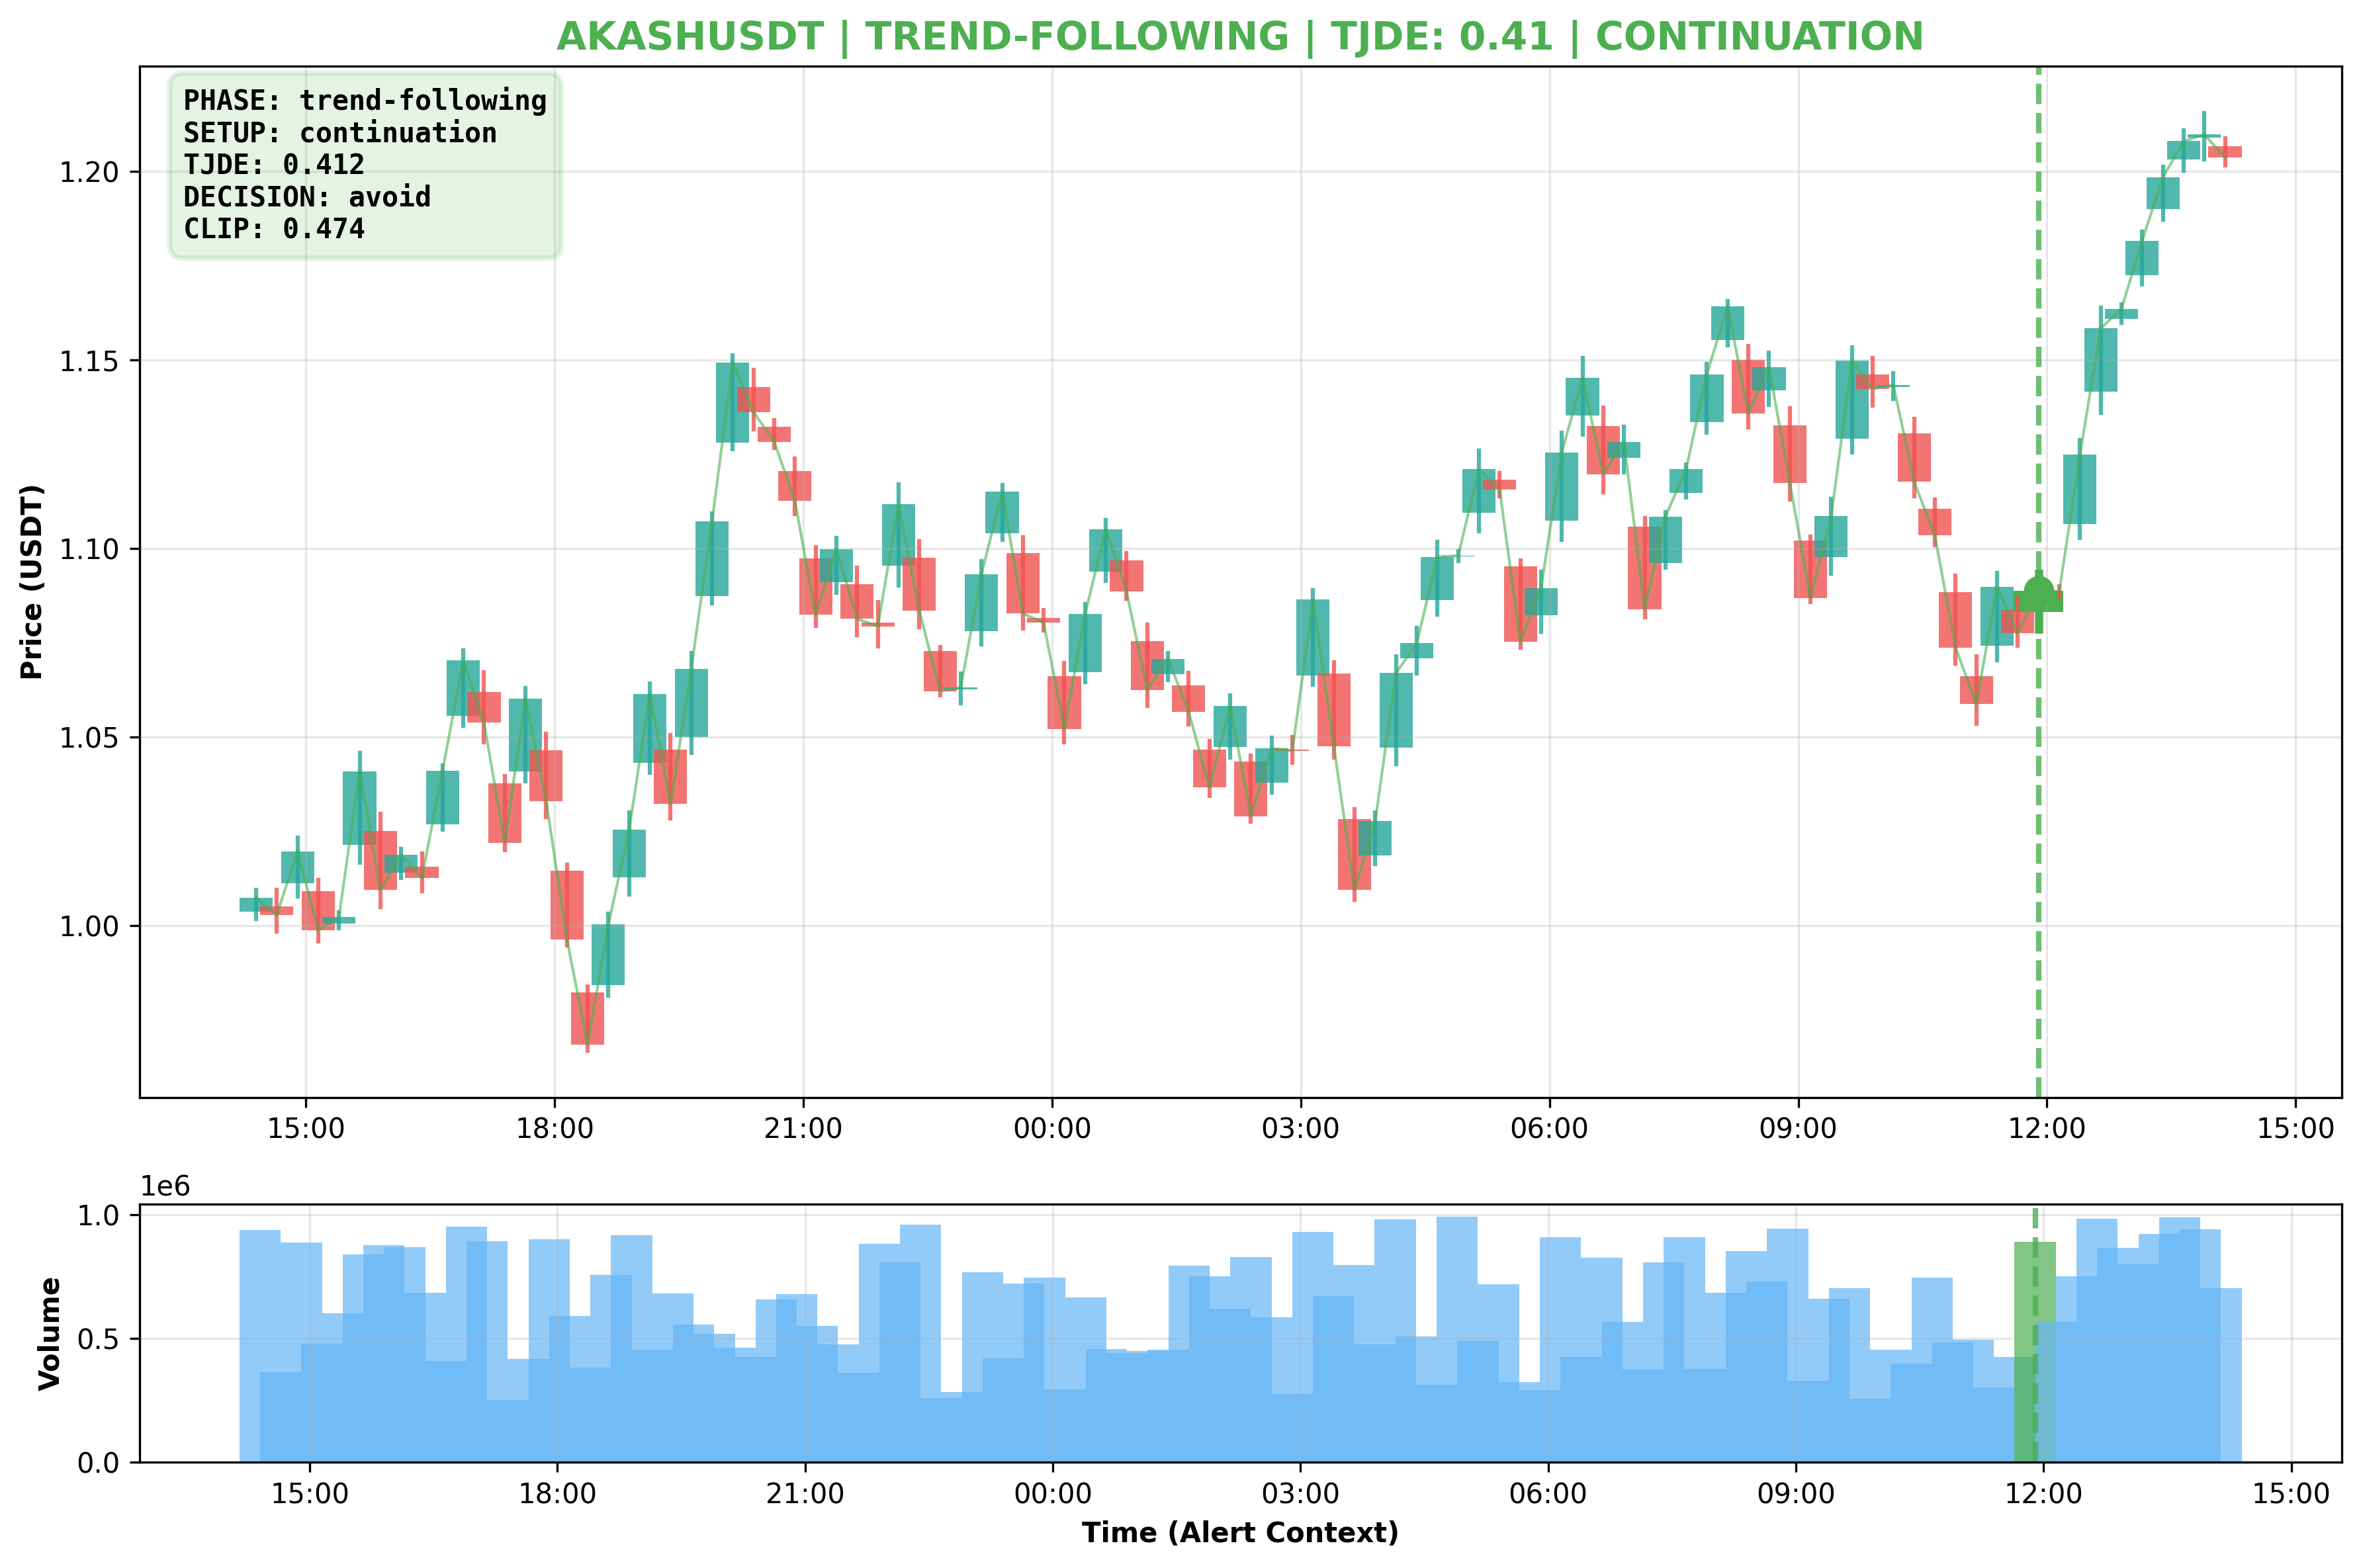 AKASHUSDT | TREND-FOLLOWING | TJDE: 0.41 | CONTINUATION
PHASE: trend-following
SETUP: continuation
TJDE: 0.412
DECISION: avoid
CLIP: 0.474
Price (USDT)
1.20
1.15
1.10
1.05
1.00
15:00 18:00 21:00 00:00 03:00 06:00 09:00 12:00 15:00
1e6
Volume
1.0
0.5
0.0
15:00 18:00 21:00 00:00 03:00 06:00 09:00 12:00 15:00
Time (Alert Context)